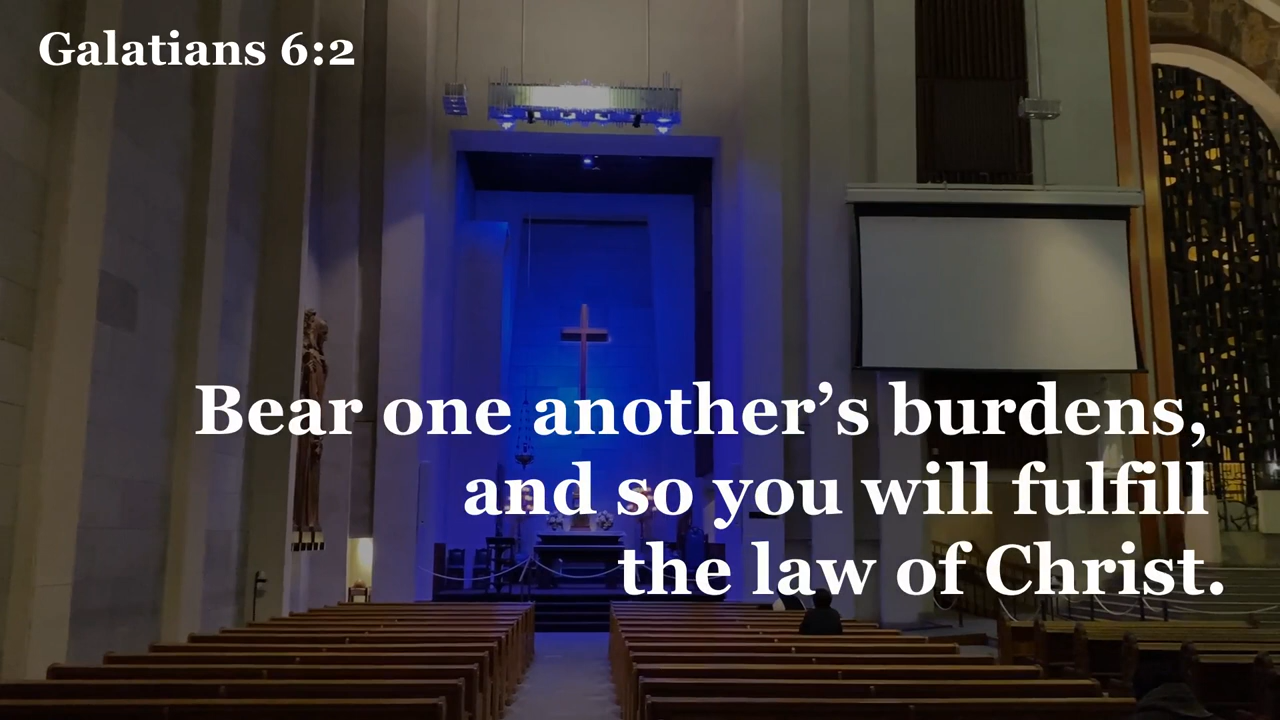 Galatians 6:2
Bear one another’s burdens,
and so you will fulfill
the law of Christ.